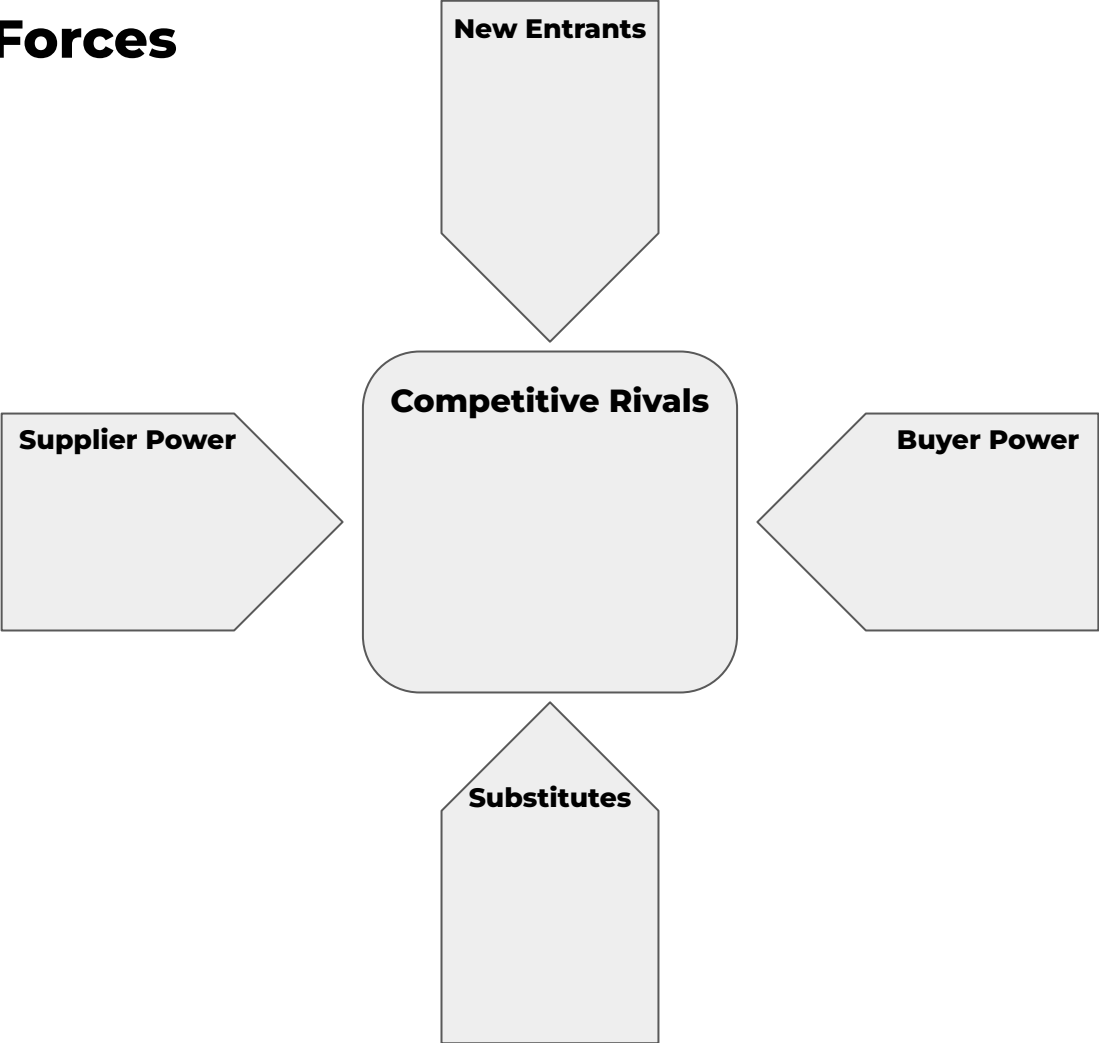 Forces
New Entrants
Competitive Rivals
Supplier Power
Buyer Power
Substitutes